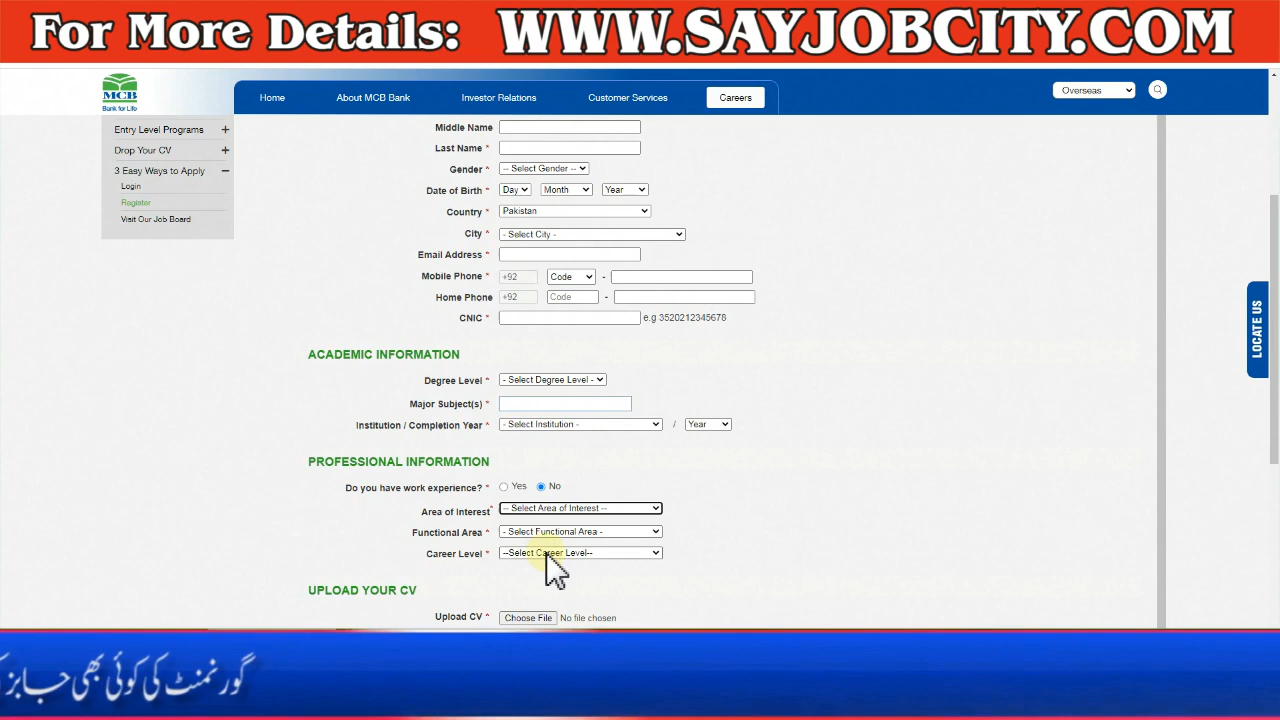 For More Details: WWW.SAYJOBCITY.COM
MCB
Bank for Life
Home About MCB Bank Investor Relations Customer Services Careers Overseas
Entry Level Programs +
Drop Your CV +
3 Easy Ways to Apply −
Login
Register
Visit Our Job Board
Middle Name
Last Name *
Gender * -- Select Gender --
Date of Birth * Day Month Year
Country * Pakistan
City * - Select City -
Email Address *
Mobile Phone * +92 Code -
Home Phone +92 Code -
CNIC * e.g 3520212345678
LOCATE US
ACADEMIC INFORMATION
Degree Level * - Select Degree Level -
Major Subject(s) *
Institution / Completion Year * - Select Institution - / Year
PROFESSIONAL INFORMATION
Do you have work experience? * Yes No
Area of Interest * -- Select Area of Interest --
Functional Area * - Select Functional Area -
Career Level * --Select Career Level--
UPLOAD YOUR CV
Upload CV * Choose File No file chosen
گورنمنٹ کی کوئی بھی جابز